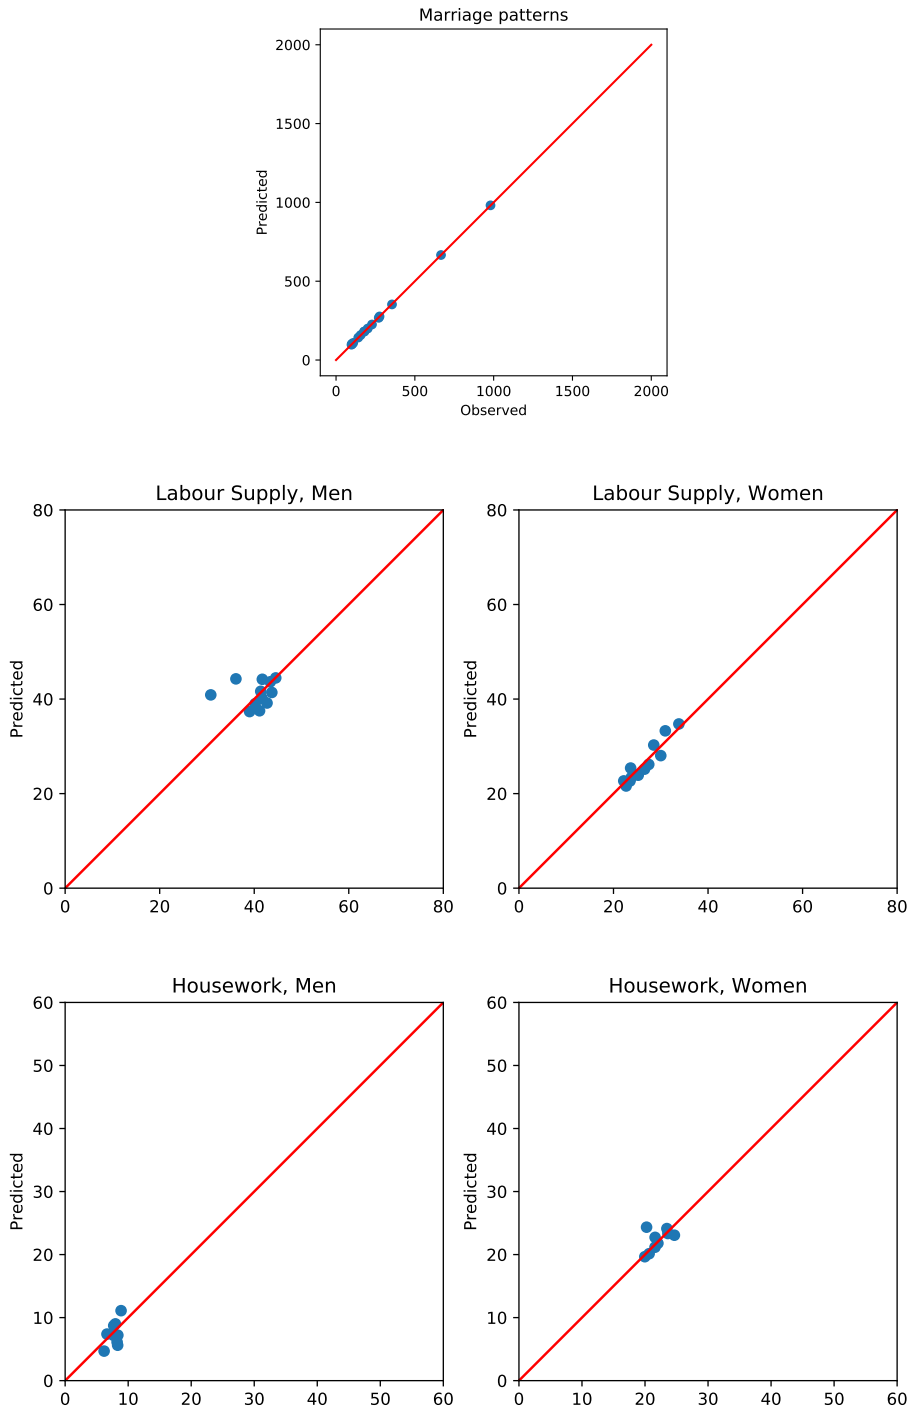 Marriage patterns
2000
1500
1000
500
0
Predicted
0 500 1000 1500 2000
Observed
Labour Supply, Men
80
60
40
20
0
Predicted
0 20 40 60 80
Labour Supply, Women
80
60
40
20
0
Predicted
0 20 40 60 80
Housework, Men
60
50
40
30
20
10
0
Predicted
0 10 20 30 40 50 60
Housework, Women
60
50
40
30
20
10
0
Predicted
0 10 20 30 40 50 60